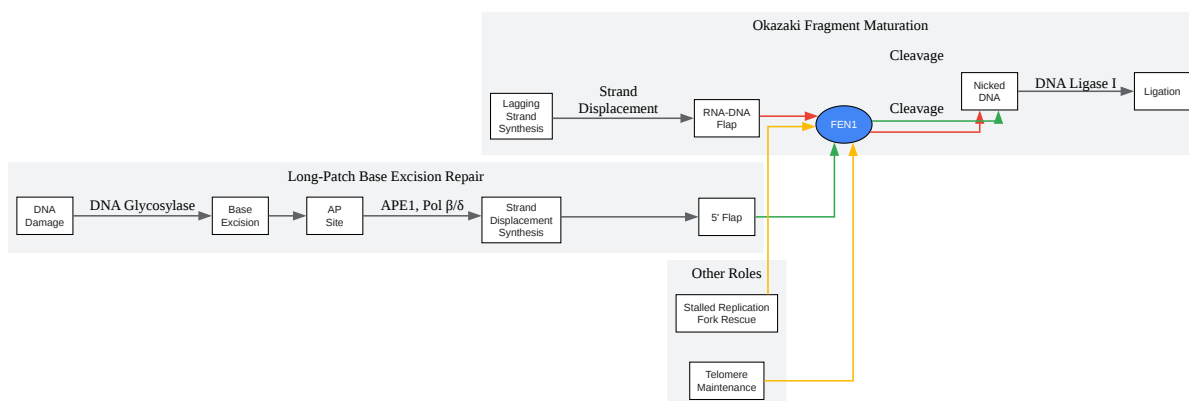 Okazaki Fragment Maturation
Cleavage
Lagging
Strand
Synthesis
Strand
Displacement
RNA-DNA
Flap
FEN1
Cleavage
Nicked
DNA
DNA Ligase I
Ligation
Long-Patch Base Excision Repair
DNA
Damage
DNA Glycosylase
Base
Excision
AP
Site
APE1, Pol β/δ
Strand
Displacement
Synthesis
5' Flap
Other Roles
Stalled Replication
Fork Rescue
Telomere
Maintenance